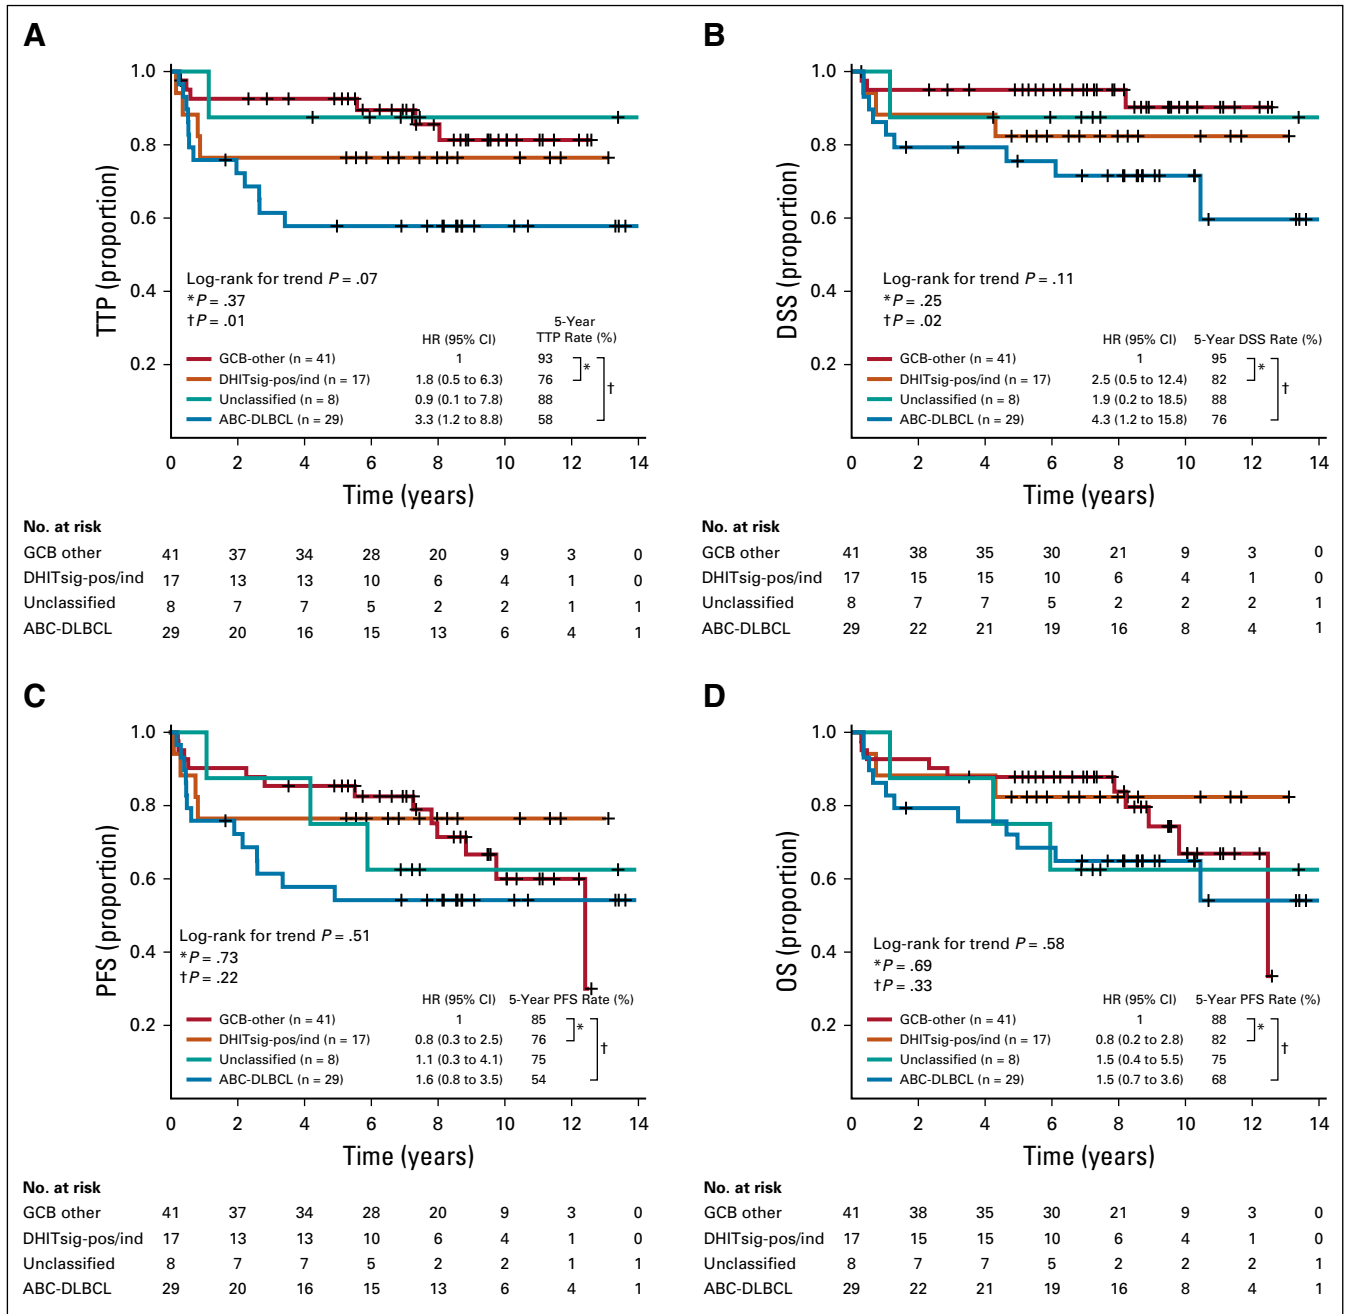 A
1.0
0.8
0.6
0.4
0.2
TTP (proportion)
Log-rank for trend P = .07
*P = .37
†P = .01
5-Year
HR (95% CI) TTP Rate (%)
GCB-other (n = 41) 1 93
DHITsig-pos/ind (n = 17) 1.8 (0.5 to 6.3) 76 *
Unclassified (n = 8) 0.9 (0.1 to 7.8) 88 †
ABC-DLBCL (n = 29) 3.3 (1.2 to 8.8) 58
0 2 4 6 8 10 12 14
Time (years)
No. at risk
GCB other 41 37 34 28 20 9 3 0
DHITsig-pos/ind 17 13 13 10 6 4 1 0
Unclassified 8 7 7 5 2 2 1 1
ABC-DLBCL 29 20 16 15 13 6 4 1
B
1.0
0.8
0.6
0.4
0.2
DSS (proportion)
Log-rank for trend P = .11
*P = .25
†P = .02
HR (95% CI) 5-Year DSS Rate (%)
GCB-other (n = 41) 1 95
DHITsig-pos/ind (n = 17) 2.5 (0.5 to 12.4) 82 *
Unclassified (n = 8) 1.9 (0.2 to 18.5) 88 †
ABC-DLBCL (n = 29) 4.3 (1.2 to 15.8) 76
0 2 4 6 8 10 12 14
Time (years)
No. at risk
GCB other 41 38 35 30 21 9 3 0
DHITsig-pos/ind 17 15 15 10 6 4 1 0
Unclassified 8 7 7 5 2 2 2 1
ABC-DLBCL 29 22 21 19 16 8 4 1
C
1.0
0.8
0.6
0.4
0.2
PFS (proportion)
Log-rank for trend P = .51
*P = .73
†P = .22
HR (95% CI) 5-Year PFS Rate (%)
GCB-other (n = 41) 1 85
DHITsig-pos/ind (n = 17) 0.8 (0.3 to 2.5) 76 *
Unclassified (n = 8) 1.1 (0.3 to 4.1) 75 †
ABC-DLBCL (n = 29) 1.6 (0.8 to 3.5) 54
0 2 4 6 8 10 12 14
Time (years)
No. at risk
GCB other 41 37 34 28 20 9 3 0
DHITsig-pos/ind 17 13 13 10 6 4 1 0
Unclassified 8 7 7 5 2 2 1 1
ABC-DLBCL 29 20 16 15 13 6 4 1
D
1.0
0.8
0.6
0.4
0.2
OS (proportion)
Log-rank for trend P = .58
*P = .69
†P = .33
HR (95% CI) 5-Year PFS Rate (%)
GCB-other (n = 41) 1 88
DHITsig-pos/ind (n = 17) 0.8 (0.2 to 2.8) 82 *
Unclassified (n = 8) 1.5 (0.4 to 5.5) 75 †
ABC-DLBCL (n = 29) 1.5 (0.7 to 3.6) 68
0 2 4 6 8 10 12 14
Time (years)
No. at risk
GCB other 41 38 35 30 21 9 3 0
DHITsig-pos/ind 17 15 15 10 6 4 1 0
Unclassified 8 7 7 5 2 2 2 1
ABC-DLBCL 29 22 21 19 16 8 4 1